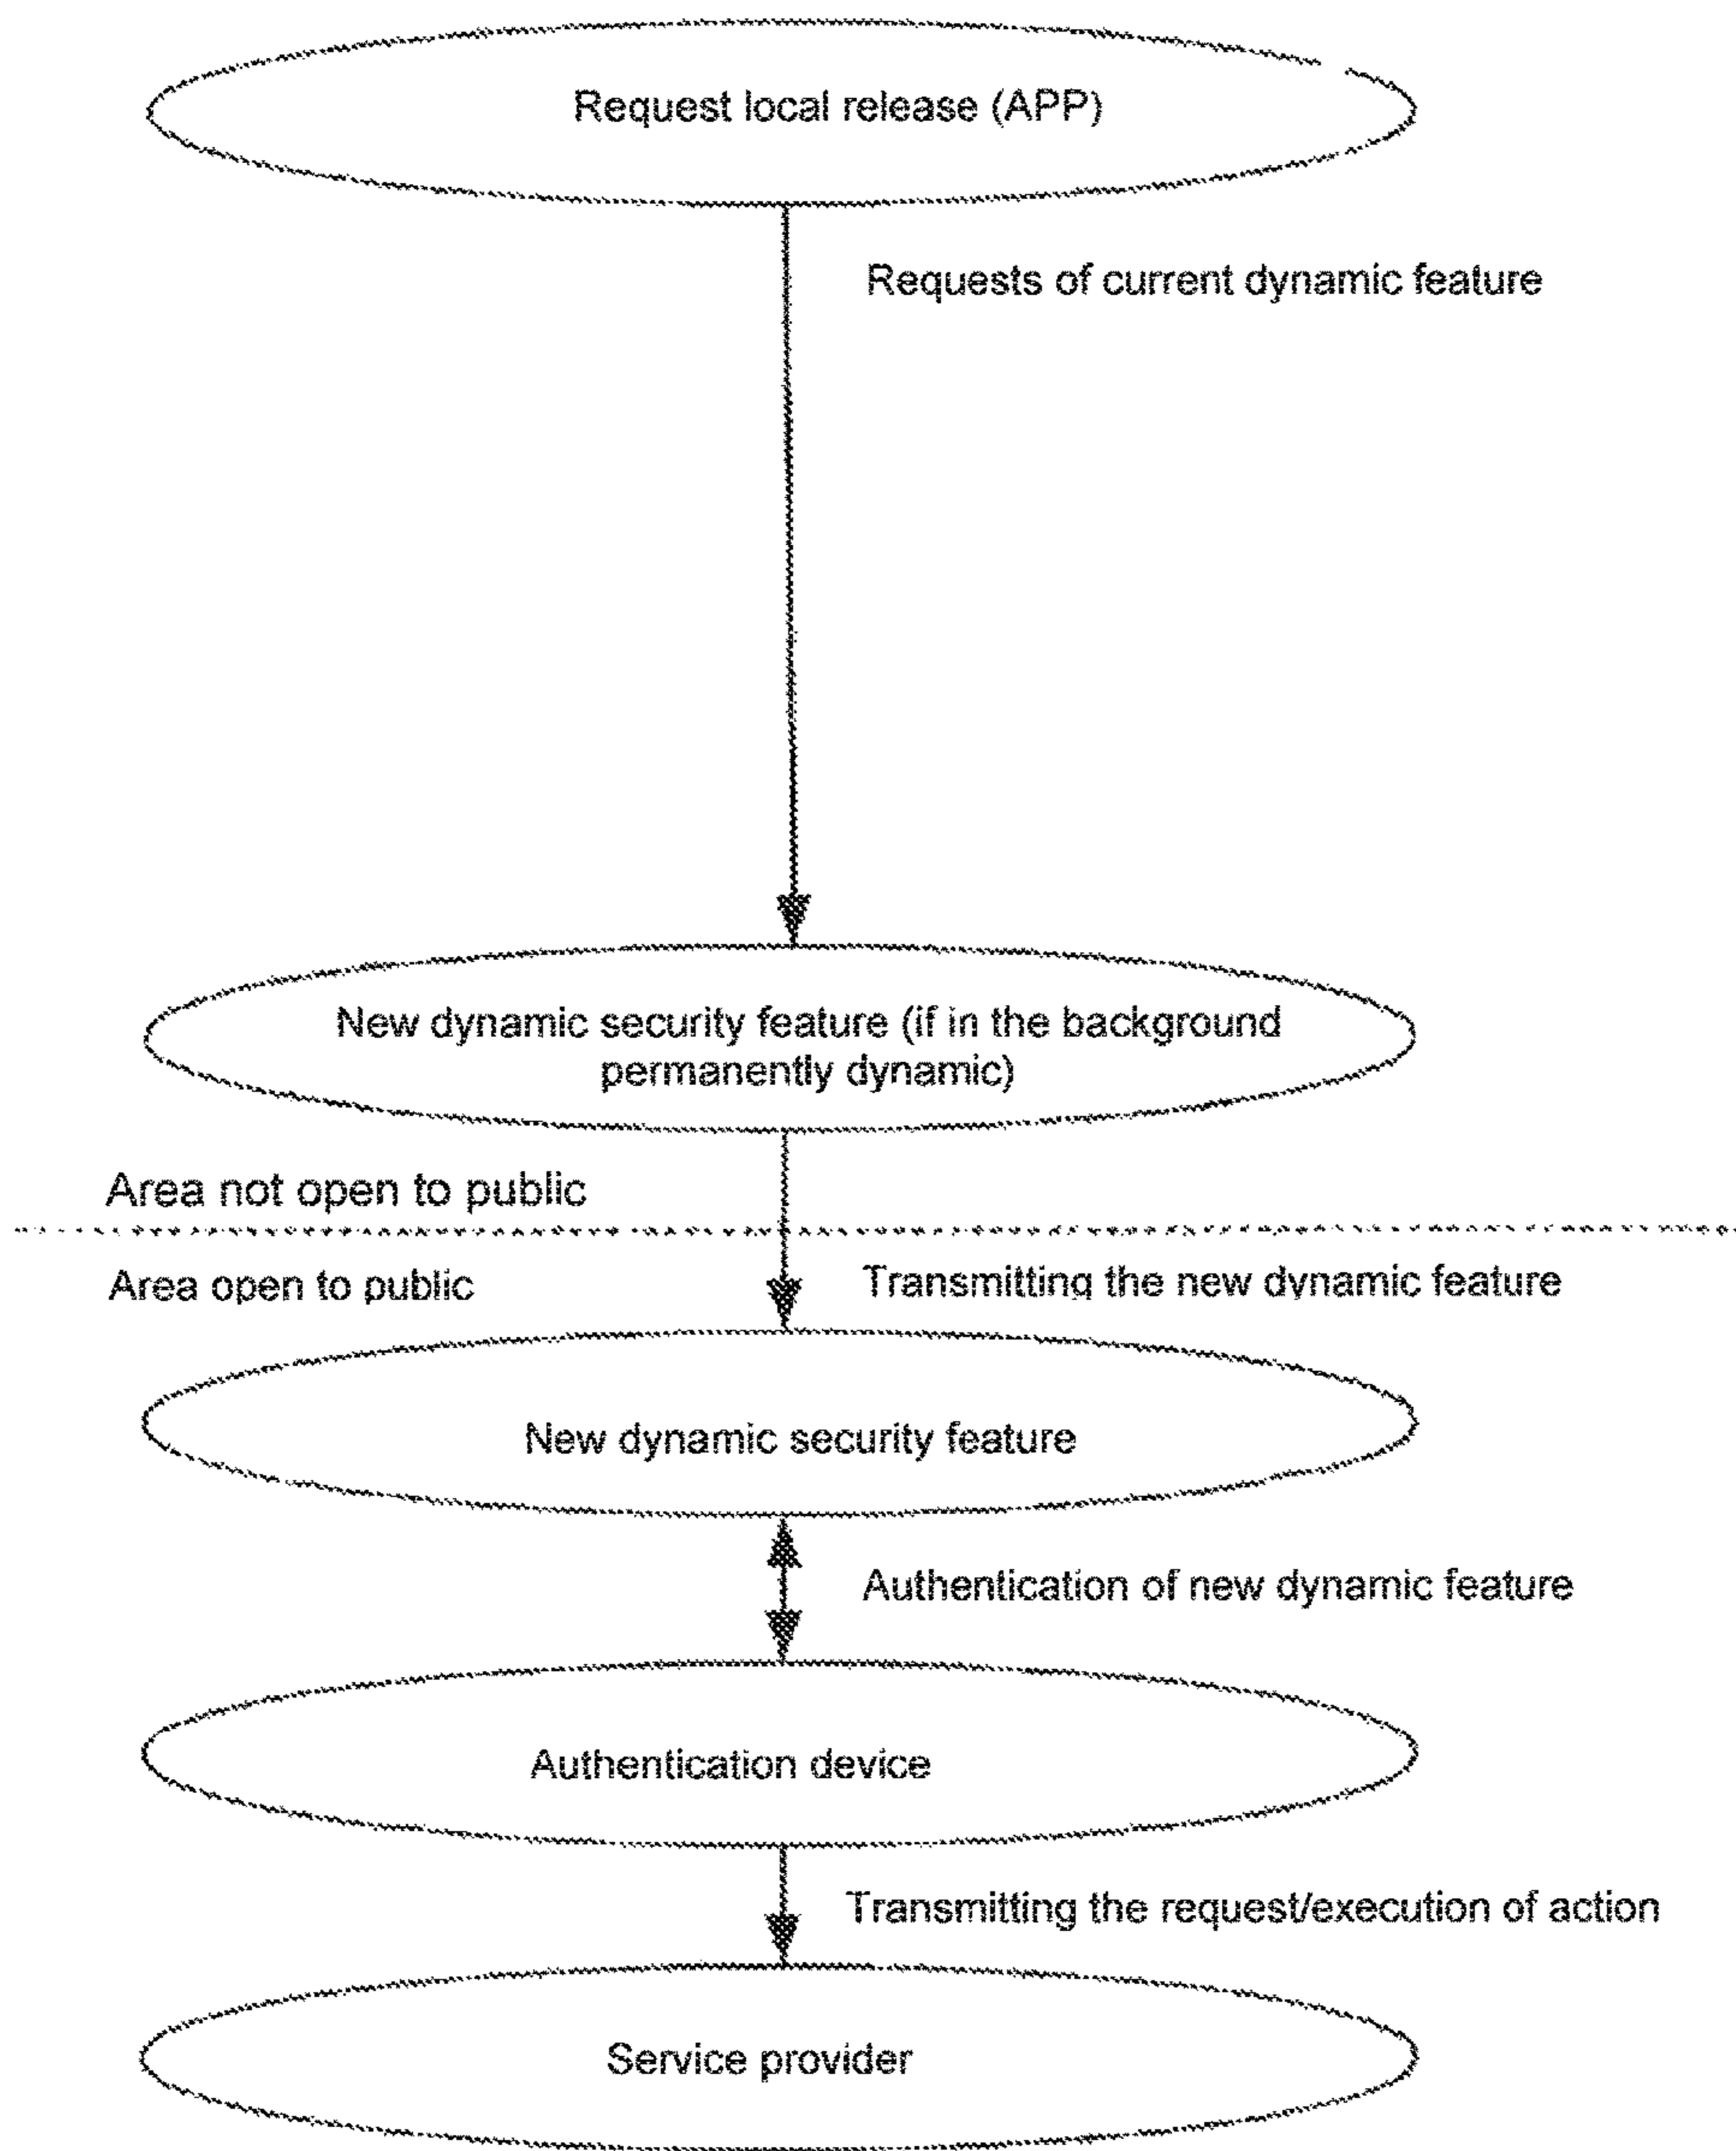 Request local release (APP)
Requests of current dynamic feature
New dynamic security feature (if in the background
permanently dynamic)
Area not open to public
Area open to public
Transmitting the new dynamic feature
New dynamic security feature
Authentication of new dynamic feature
Authentication device
Transmitting the request/execution of action
Service provider